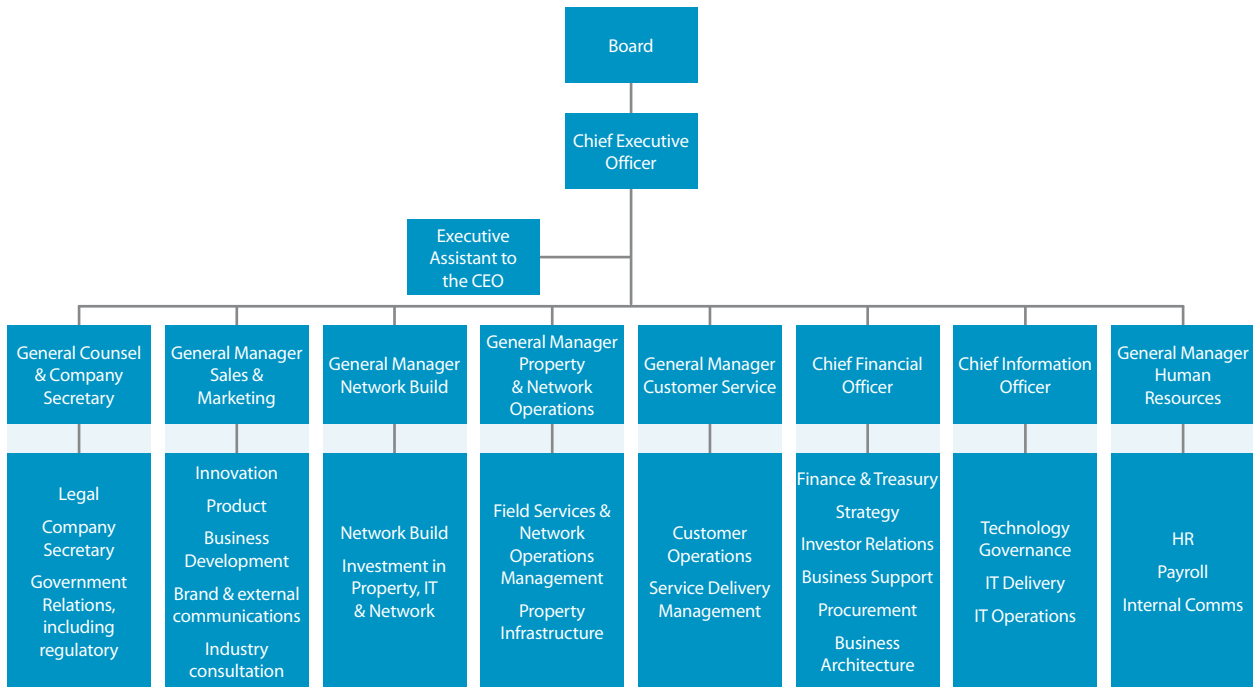 Board
Chief Executive
Officer
Executive
Assistant to
the CEO
General Counsel
& Company
Secretary
General Manager
Sales &
Marketing
General Manager
Network Build
General Manager
Property
& Network
Operations
General Manager
Customer Service
Chief Financial
Officer
Chief Information
Officer
General Manager
Human
Resources
Legal
Company
Secretary
Government
Relations,
including
regulatory
Innovation
Product
Business
Development
Brand & external
communications
Industry
consultation
Network Build
Investment in
Property, IT
& Network
Field Services &
Network
Operations
Management
Property
Infrastructure
Customer
Operations
Service Delivery
Management
Finance & Treasury
Strategy
Investor Relations
Business Support
Procurement
Business
Architecture
Technology
Governance
IT Delivery
IT Operations
HR
Payroll
Internal Comms